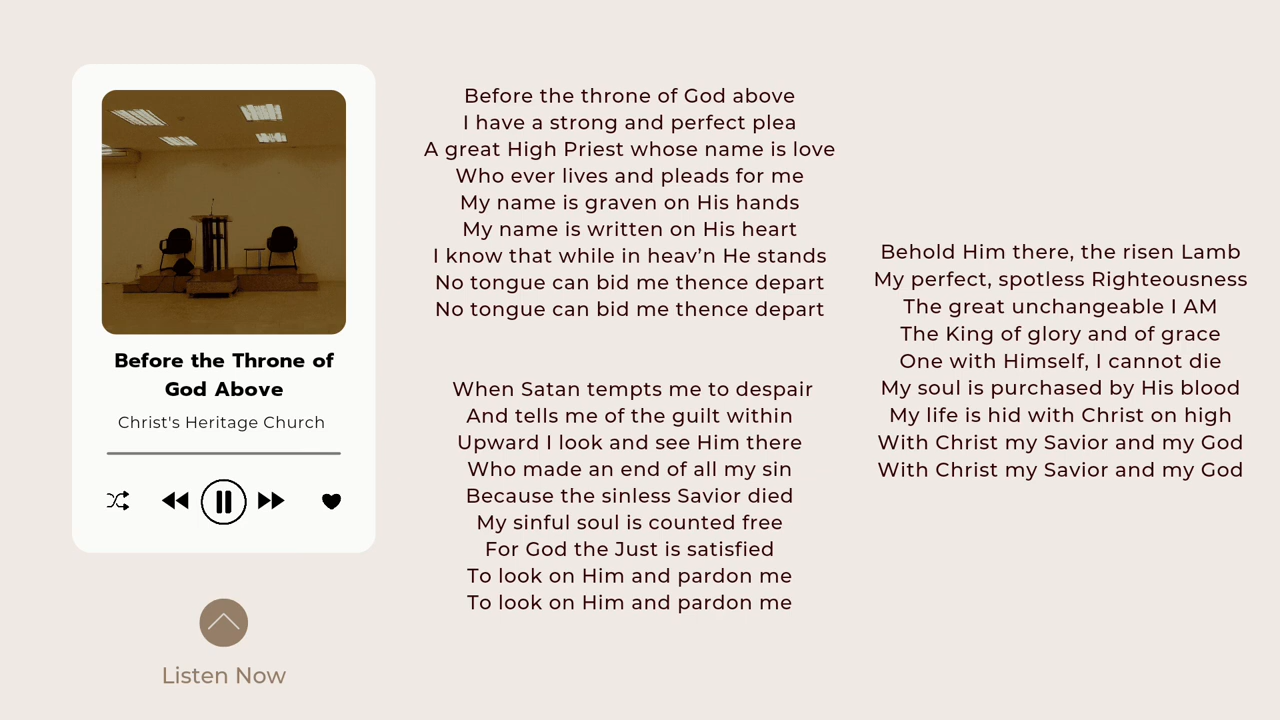 Before the Throne of
God Above
Christ's Heritage Church
Listen Now
Before the throne of God above
I have a strong and perfect plea
A great High Priest whose name is love
Who ever lives and pleads for me
My name is graven on His hands
My name is written on His heart
I know that while in heav’n He stands
No tongue can bid me thence depart
No tongue can bid me thence depart
When Satan tempts me to despair
And tells me of the guilt within
Upward I look and see Him there
Who made an end of all my sin
Because the sinless Savior died
My sinful soul is counted free
For God the Just is satisfied
To look on Him and pardon me
To look on Him and pardon me
Behold Him there, the risen Lamb
My perfect, spotless Righteousness
The great unchangeable I AM
The King of glory and of grace
One with Himself, I cannot die
My soul is purchased by His blood
My life is hid with Christ on high
With Christ my Savior and my God
With Christ my Savior and my God